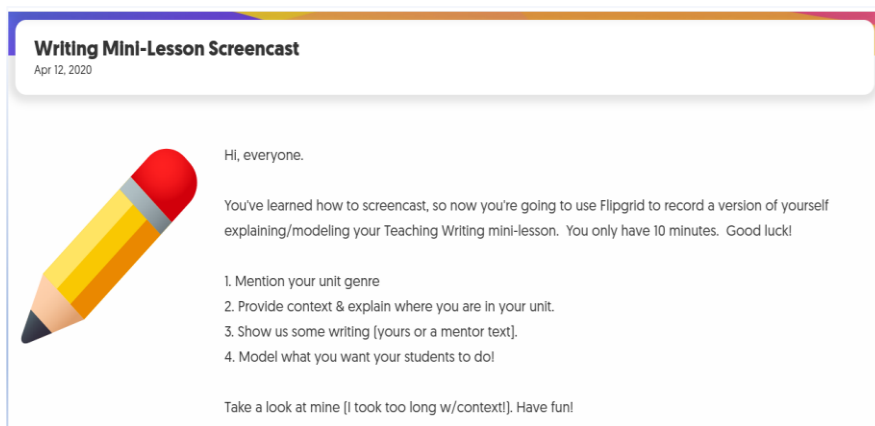 Writing Mini-Lesson Screencast
Apr 12, 2020
Hi, everyone.
You've learned how to screencast, so now you're going to use Flipgrid to record a version of yourself
explaining/modeling your Teaching Writing mini-lesson.  You only have 10 minutes.  Good luck!
1. Mention your unit genre
2. Provide context & explain where you are in your unit.
3. Show us some writing (yours or a mentor text).
4. Model what you want your students to do!
Take a look at mine (I took too long w/context!). Have fun!